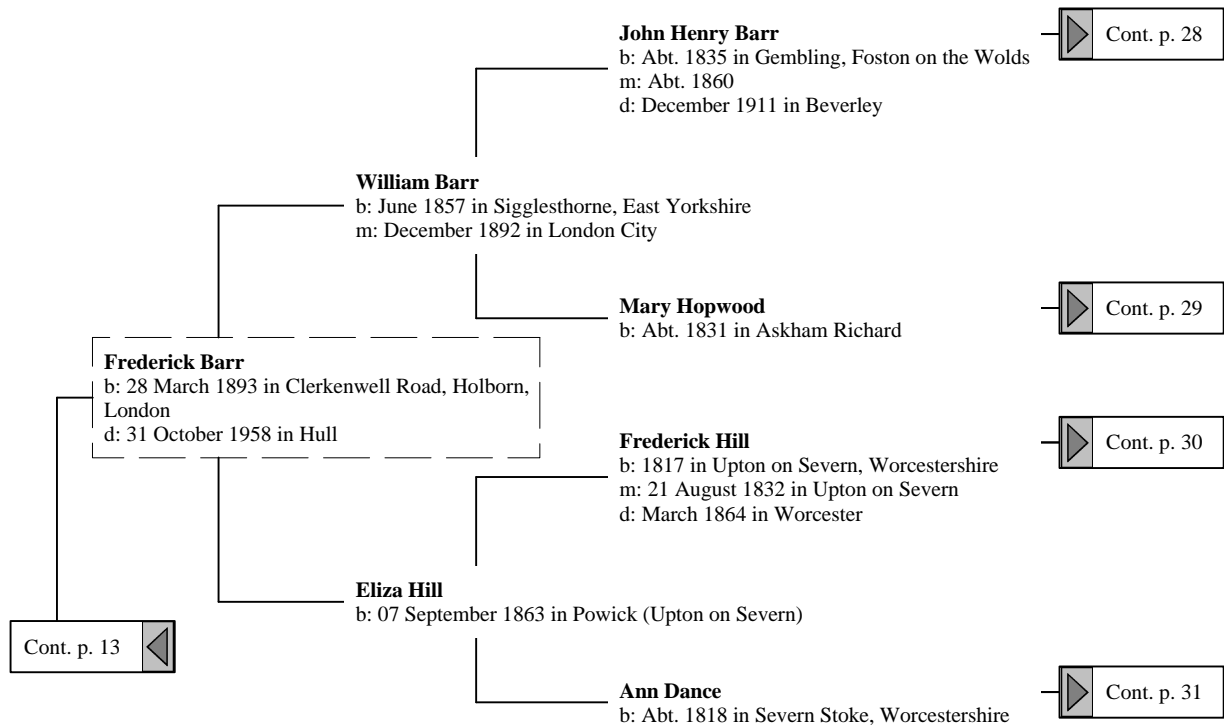 John Henry Barr
b: Abt. 1835 in Gembling, Foston on the Wolds
m: Abt. 1860
d: December 1911 in Beverley
Cont. p. 28
William Barr
b: June 1857 in Sigglesthorne, East Yorkshire
m: December 1892 in London City
Mary Hopwood
b: Abt. 1831 in Askham Richard
Cont. p. 29
Frederick Barr
b: 28 March 1893 in Clerkenwell Road, Holborn,
London
d: 31 October 1958 in Hull
Frederick Hill
b: 1817 in Upton on Severn, Worcestershire
m: 21 August 1832 in Upton on Severn
d: March 1864 in Worcester
Cont. p. 30
Eliza Hill
b: 07 September 1863 in Powick (Upton on Severn)
Cont. p. 13
Ann Dance
b: Abt. 1818 in Severn Stoke, Worcestershire
Cont. p. 31